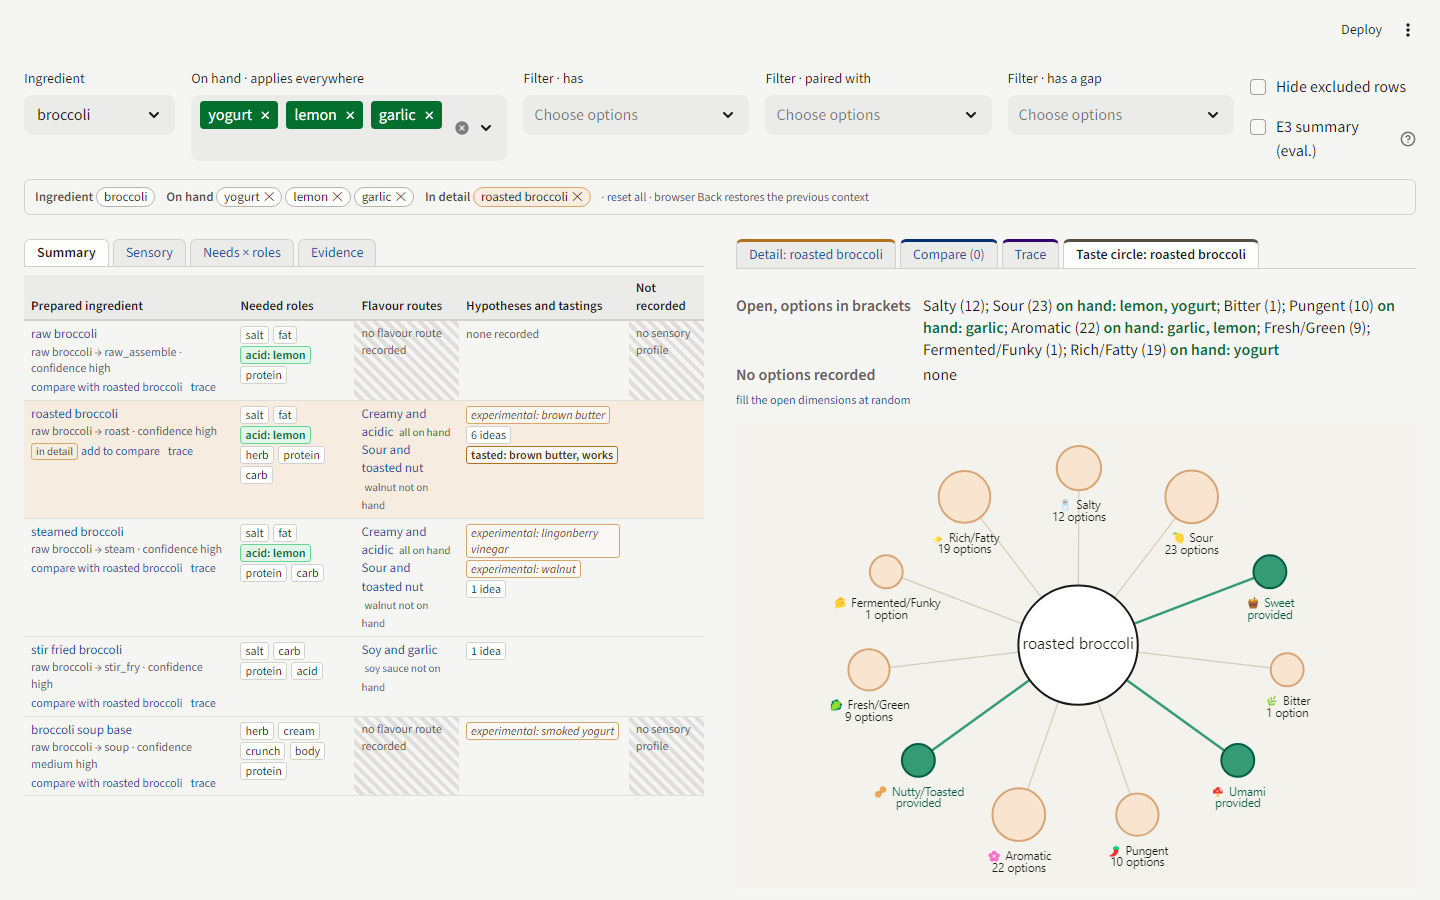 Deploy
Ingredient
On hand · applies everywhere
Filter · has
Filter · paired with
Filter · has a gap
broccoli
yogurt ×
lemon ×
garlic ×
Choose options
Choose options
Choose options
Hide excluded rows
E3 summary
(eval.)
Ingredient broccoli On hand yogurt × lemon × garlic × In detail roasted broccoli × · reset all · browser Back restores the previous context
Summary
Sensory
Needs × roles
Evidence
Prepared ingredient
Needed roles
Flavour routes
Hypotheses and tastings
Not
recorded
raw broccoli
raw broccoli → raw_assemble ·
confidence high
compare with roasted broccoli trace
salt fat
acid: lemon
protein
no flavour route
recorded
none recorded
no sensory
profile
roasted broccoli
raw broccoli → roast · confidence high
in detail add to compare trace
salt fat
acid: lemon
herb protein
carb
Creamy and
acidic all on hand
Sour and
toasted nut
walnut not on
hand
experimental: brown butter
6 ideas
tasted: brown butter, works
steamed broccoli
raw broccoli → steam · confidence high
compare with roasted broccoli trace
salt fat
acid: lemon
protein carb
Creamy and
acidic all on hand
Sour and
toasted nut
walnut not on
hand
experimental: lingonberry
vinegar
experimental: walnut
1 idea
stir fried broccoli
raw broccoli → stir_fry · confidence
high
compare with roasted broccoli trace
salt carb
protein acid
Soy and garlic
soy sauce not on
hand
1 idea
broccoli soup base
raw broccoli → soup · confidence
medium high
compare with roasted broccoli trace
herb cream
crunch body
protein
no flavour route
recorded
experimental: smoked yogurt
no sensory
profile
Detail: roasted broccoli
Compare (0)
Trace
Taste circle: roasted broccoli
Open, options in brackets
Salty (12); Sour (23) on hand: lemon, yogurt; Bitter (1); Pungent (10) on
hand: garlic; Aromatic (22) on hand: garlic, lemon; Fresh/Green (9);
Fermented/Funky (1); Rich/Fatty (19) on hand: yogurt
No options recorded
none
fill the open dimensions at random
Salty
12 options
Rich/Fatty
19 options
Sour
23 options
Fermented/Funky
1 option
Sweet
provided
roasted broccoli
Fresh/Green
9 options
Bitter
1 option
Nutty/Toasted
provided
Umami
provided
Aromatic
22 options
Pungent
10 options